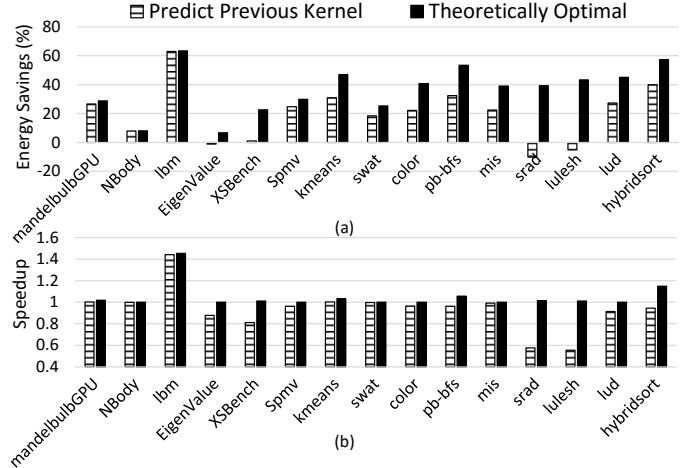 Predict Previous Kernel Theoretically Optimal
Energy Savings (%)
80
60
40
20
0
-20
mandelbulbGPU
NBody
lbm
EigenValue
XSBench
Spmv
kmeans
swat
color
pb-bfs
mis
srad
lulesh
lud
hybridsort
(a)
Speedup
1.6
1.4
1.2
1
0.8
0.6
0.4
mandelbulbGPU
NBody
lbm
EigenValue
XSBench
Spmv
kmeans
swat
color
pb-bfs
mis
srad
lulesh
lud
hybridsort
(b)